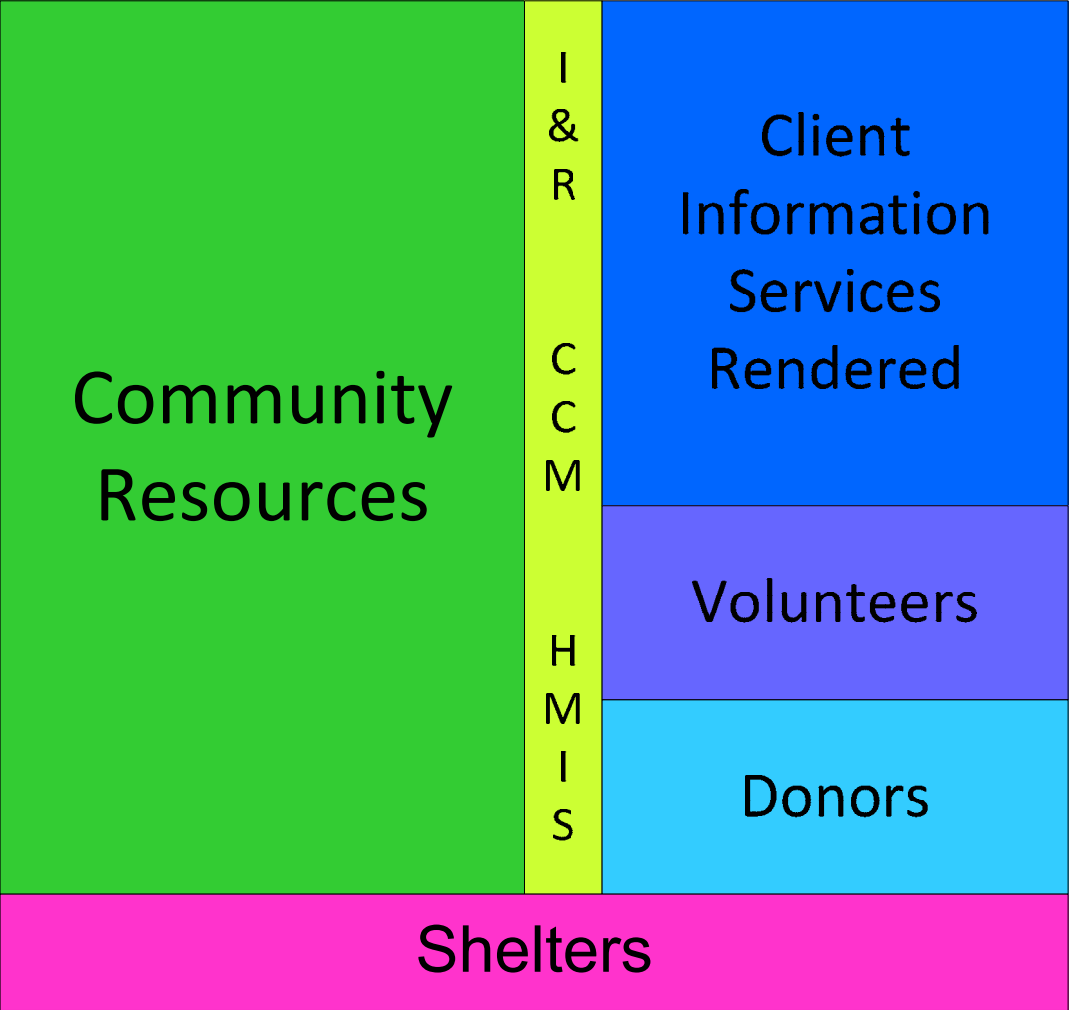 Community
Resources
I
&
R
C
C
M
H
M
I
S
Client
Information
Services
Rendered
Volunteers
Donors
Shelters